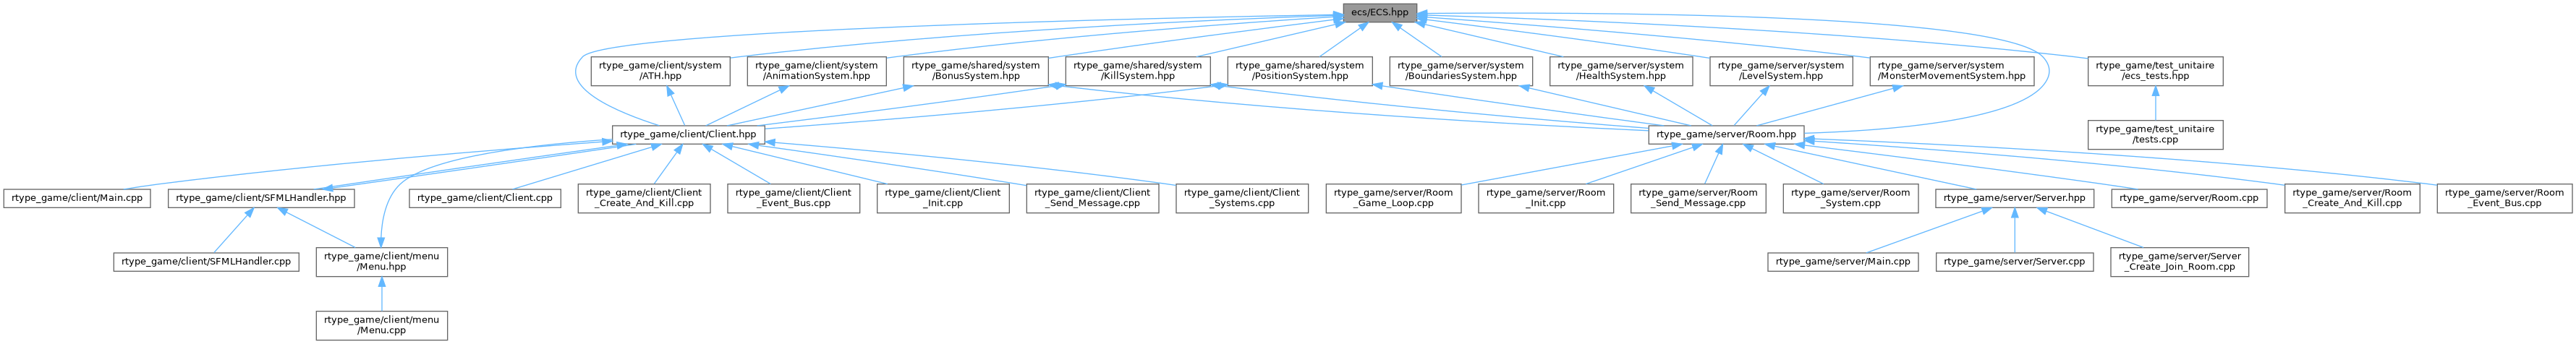 ecs/ECS.hpp
rtype_game/client/system
/ATH.hpp
rtype_game/client/system
/AnimationSystem.hpp
rtype_game/shared/system
/BonusSystem.hpp
rtype_game/shared/system
/KillSystem.hpp
rtype_game/shared/system
/PositionSystem.hpp
rtype_game/server/system
/BoundariesSystem.hpp
rtype_game/server/system
/HealthSystem.hpp
rtype_game/server/system
/LevelSystem.hpp
rtype_game/server/system
/MonsterMovementSystem.hpp
rtype_game/test_unitaire
/ecs_tests.hpp
rtype_game/client/Client.hpp
rtype_game/server/Room.hpp
rtype_game/test_unitaire
/tests.cpp
rtype_game/client/Main.cpp
rtype_game/client/SFMLHandler.hpp
rtype_game/client/Client.cpp
rtype_game/client/Client
_Create_And_Kill.cpp
rtype_game/client/Client
_Event_Bus.cpp
rtype_game/client/Client
_Init.cpp
rtype_game/client/Client
_Send_Message.cpp
rtype_game/client/Client
_Systems.cpp
rtype_game/server/Room
_Game_Loop.cpp
rtype_game/server/Room
_Init.cpp
rtype_game/server/Room
_Send_Message.cpp
rtype_game/server/Room
_System.cpp
rtype_game/server/Server.hpp
rtype_game/server/Room.cpp
rtype_game/server/Room
_Create_And_Kill.cpp
rtype_game/server/Room
_Event_Bus.cpp
rtype_game/client/SFMLHandler.cpp
rtype_game/client/menu
/Menu.hpp
rtype_game/server/Main.cpp
rtype_game/server/Server.cpp
rtype_game/server/Server
_Create_Join_Room.cpp
rtype_game/client/menu
/Menu.cpp